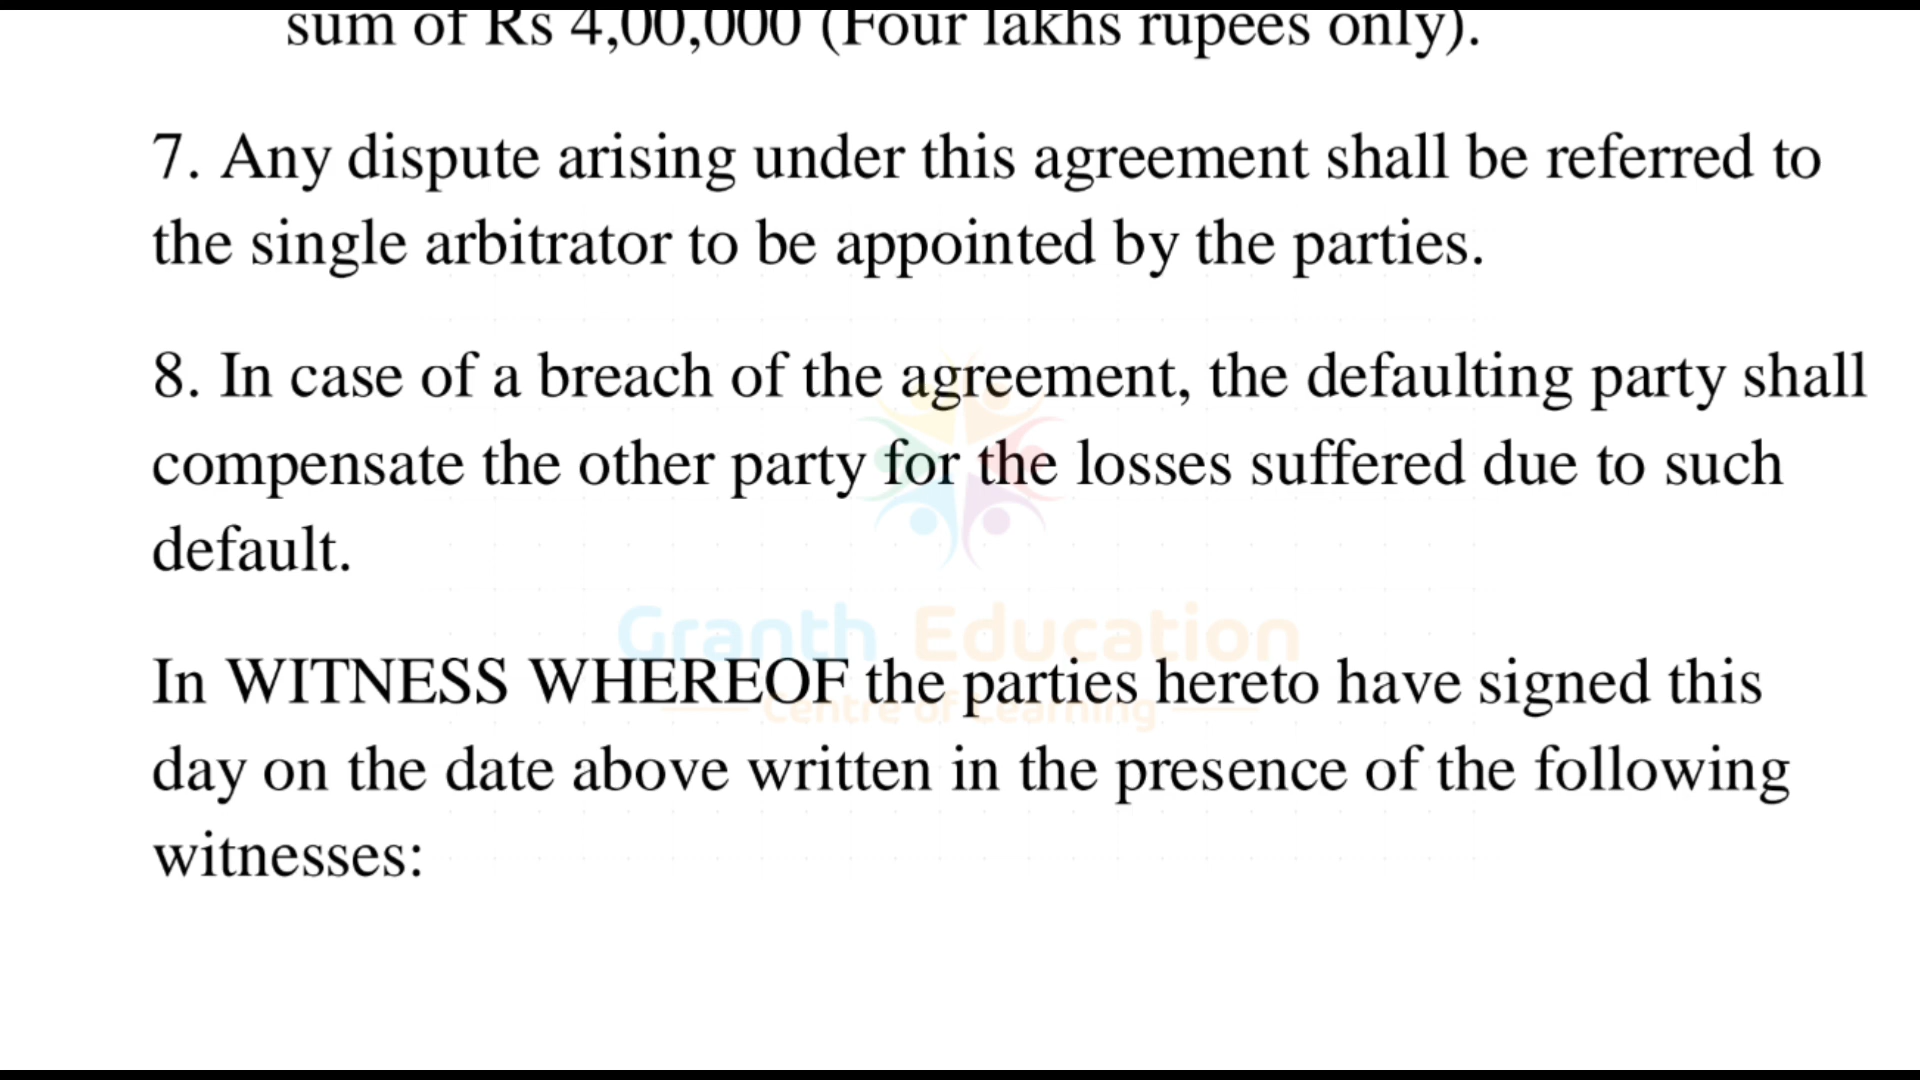 sum of Rs 4,00,000 (Four lakhs rupees only).
7. Any dispute arising under this agreement shall be referred to
the single arbitrator to be appointed by the parties.
8. In case of a breach of the agreement, the defaulting party shall
compensate the other party for the losses suffered due to such
default.
Granth Education
Centre of Learning
In WITNESS WHEREOF the parties hereto have signed this
day on the date above written in the presence of the following
witnesses: